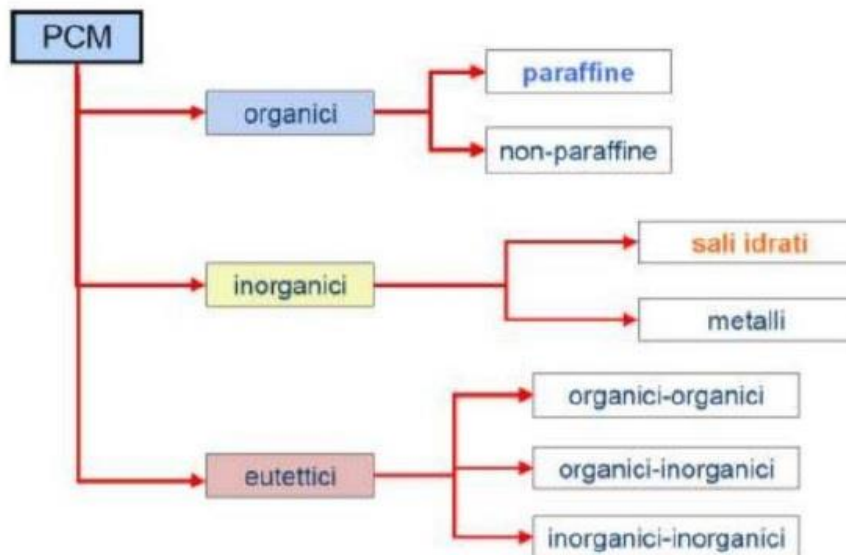 PCM
organici
paraffine
non-paraffine
inorganici
sali idrati
metalli
eutettici
organici-organici
organici-inorganici
inorganici-inorganici